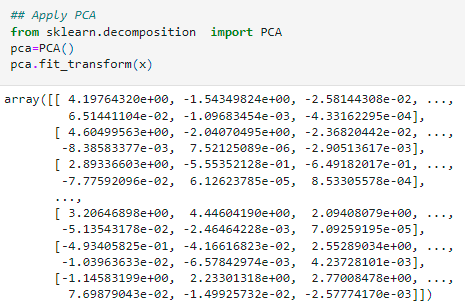 ## Apply PCA
from sklearn.decomposition  import PCA
pca=PCA()
pca.fit_transform(x)
array([[ 4.19764320e+00, -1.54349824e+00, -2.58144308e-02, ...,
         6.51441104e-02, -1.09683454e-03, -4.33162295e-04],
       [ 4.60499563e+00, -2.04070495e+00, -2.36820442e-02, ...,
        -8.38583377e-03,  7.52125089e-06, -2.90513617e-03],
       [ 2.89336603e+00, -5.55352128e-01, -6.49182017e-01, ...,
        -7.77592096e-02,  6.12623785e-05,  8.53305578e-04],
       ...,
       [ 3.20646898e+00,  4.44604190e+00,  2.09408079e+00, ...,
        -5.13543178e-02, -2.46464228e-03,  7.09259195e-05],
       [-4.93405825e-01, -4.16616823e-02,  2.55289034e+00, ...,
        -1.03963633e-02, -6.57842974e-03,  4.23728101e-03],
       [-1.14583199e+00,  2.23301318e+00,  2.77008478e+00, ...,
         7.69879043e-02, -1.49925732e-02, -2.57774170e-03]])